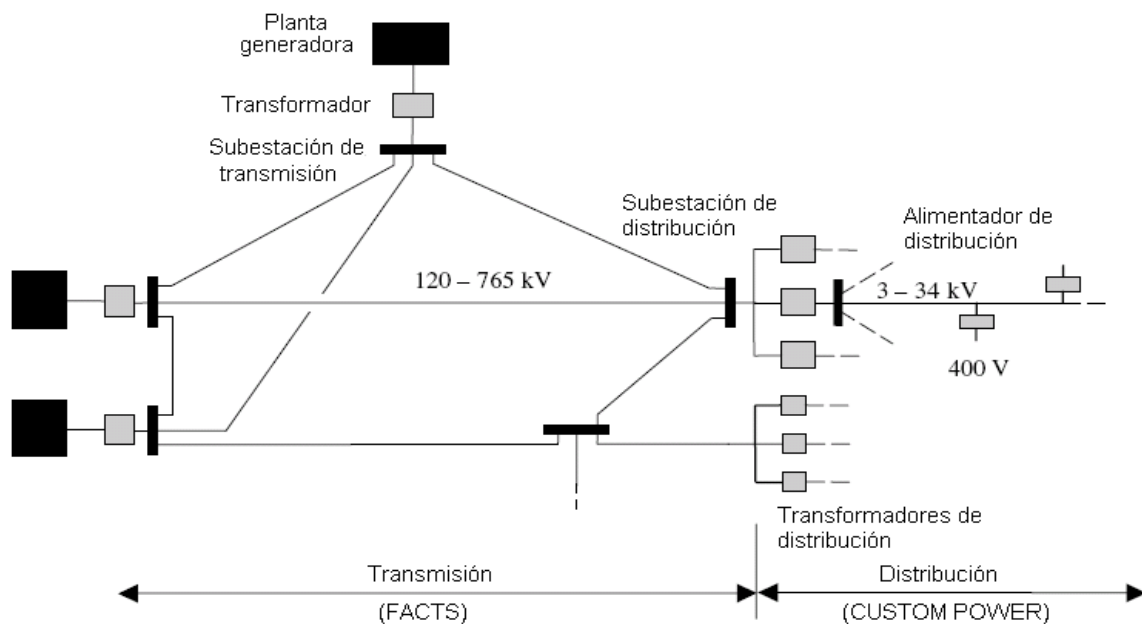 Planta
generadora
Transformador
Subestación de
transmisión
Subestación de
distribución
Alimentador de
distribución
120 – 765 kV
3 – 34 kV
400 V
Transformadores de
distribución
Transmisión
(FACTS)
Distribución
(CUSTOM POWER)